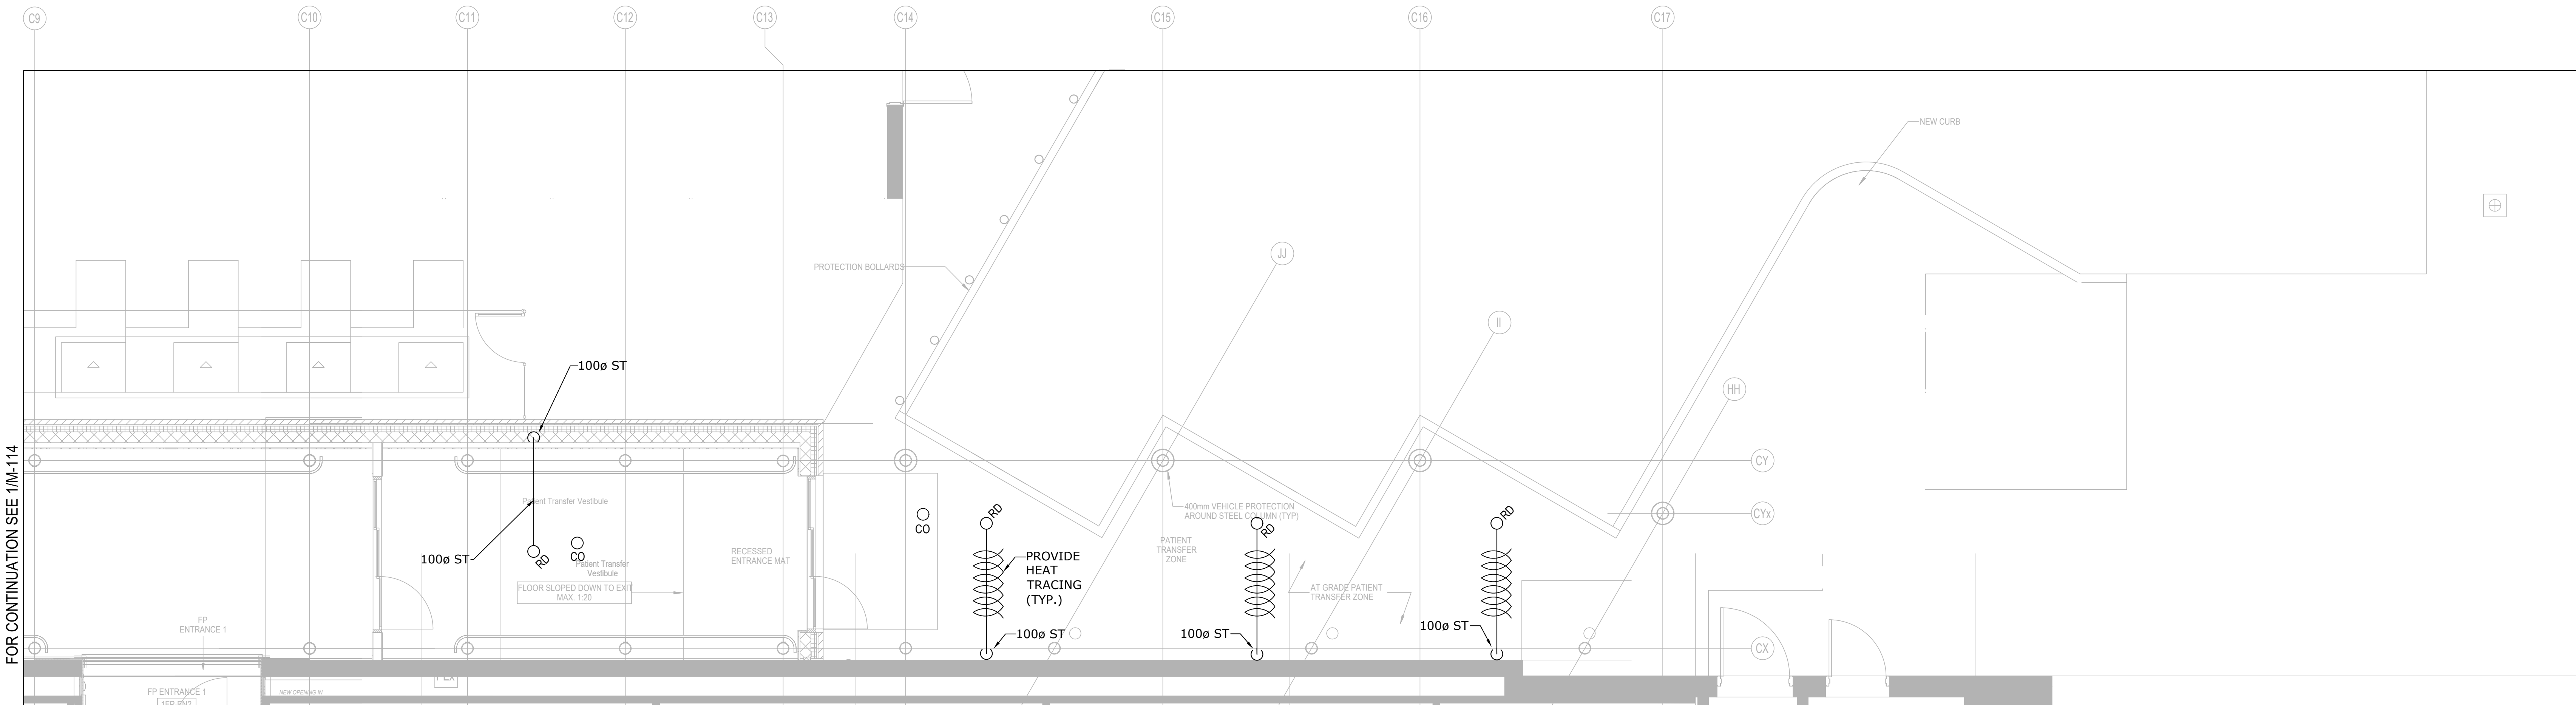 C9
C10
C11
C12
C13
C14
C15
C16
C17
NEW CURB
JJ
PROTECTION BOLLARDS
II
100ø ST
HH
FOR CONTINUATION SEE 1/M-114
CY
Patient Transfer Vestibule
400mm VEHICLE PROTECTION
AROUND STEEL COLUMN (TYP)
CYx
RD
RD
RD
CO
CO
RD
100ø ST
Patient Transfer
Vestibule
RECESSED
ENTRANCE MAT
PATIENT
TRANSFER
ZONE
PROVIDE
HEAT
TRACING
(TYP.)
FLOOR SLOPED DOWN TO EXIT
MAX. 1:20
AT GRADE PATIENT
TRANSFER ZONE
FP
ENTRANCE 1
100ø ST
100ø ST
100ø ST
CX
FP ENTRANCE 1
NEW OPENING IN